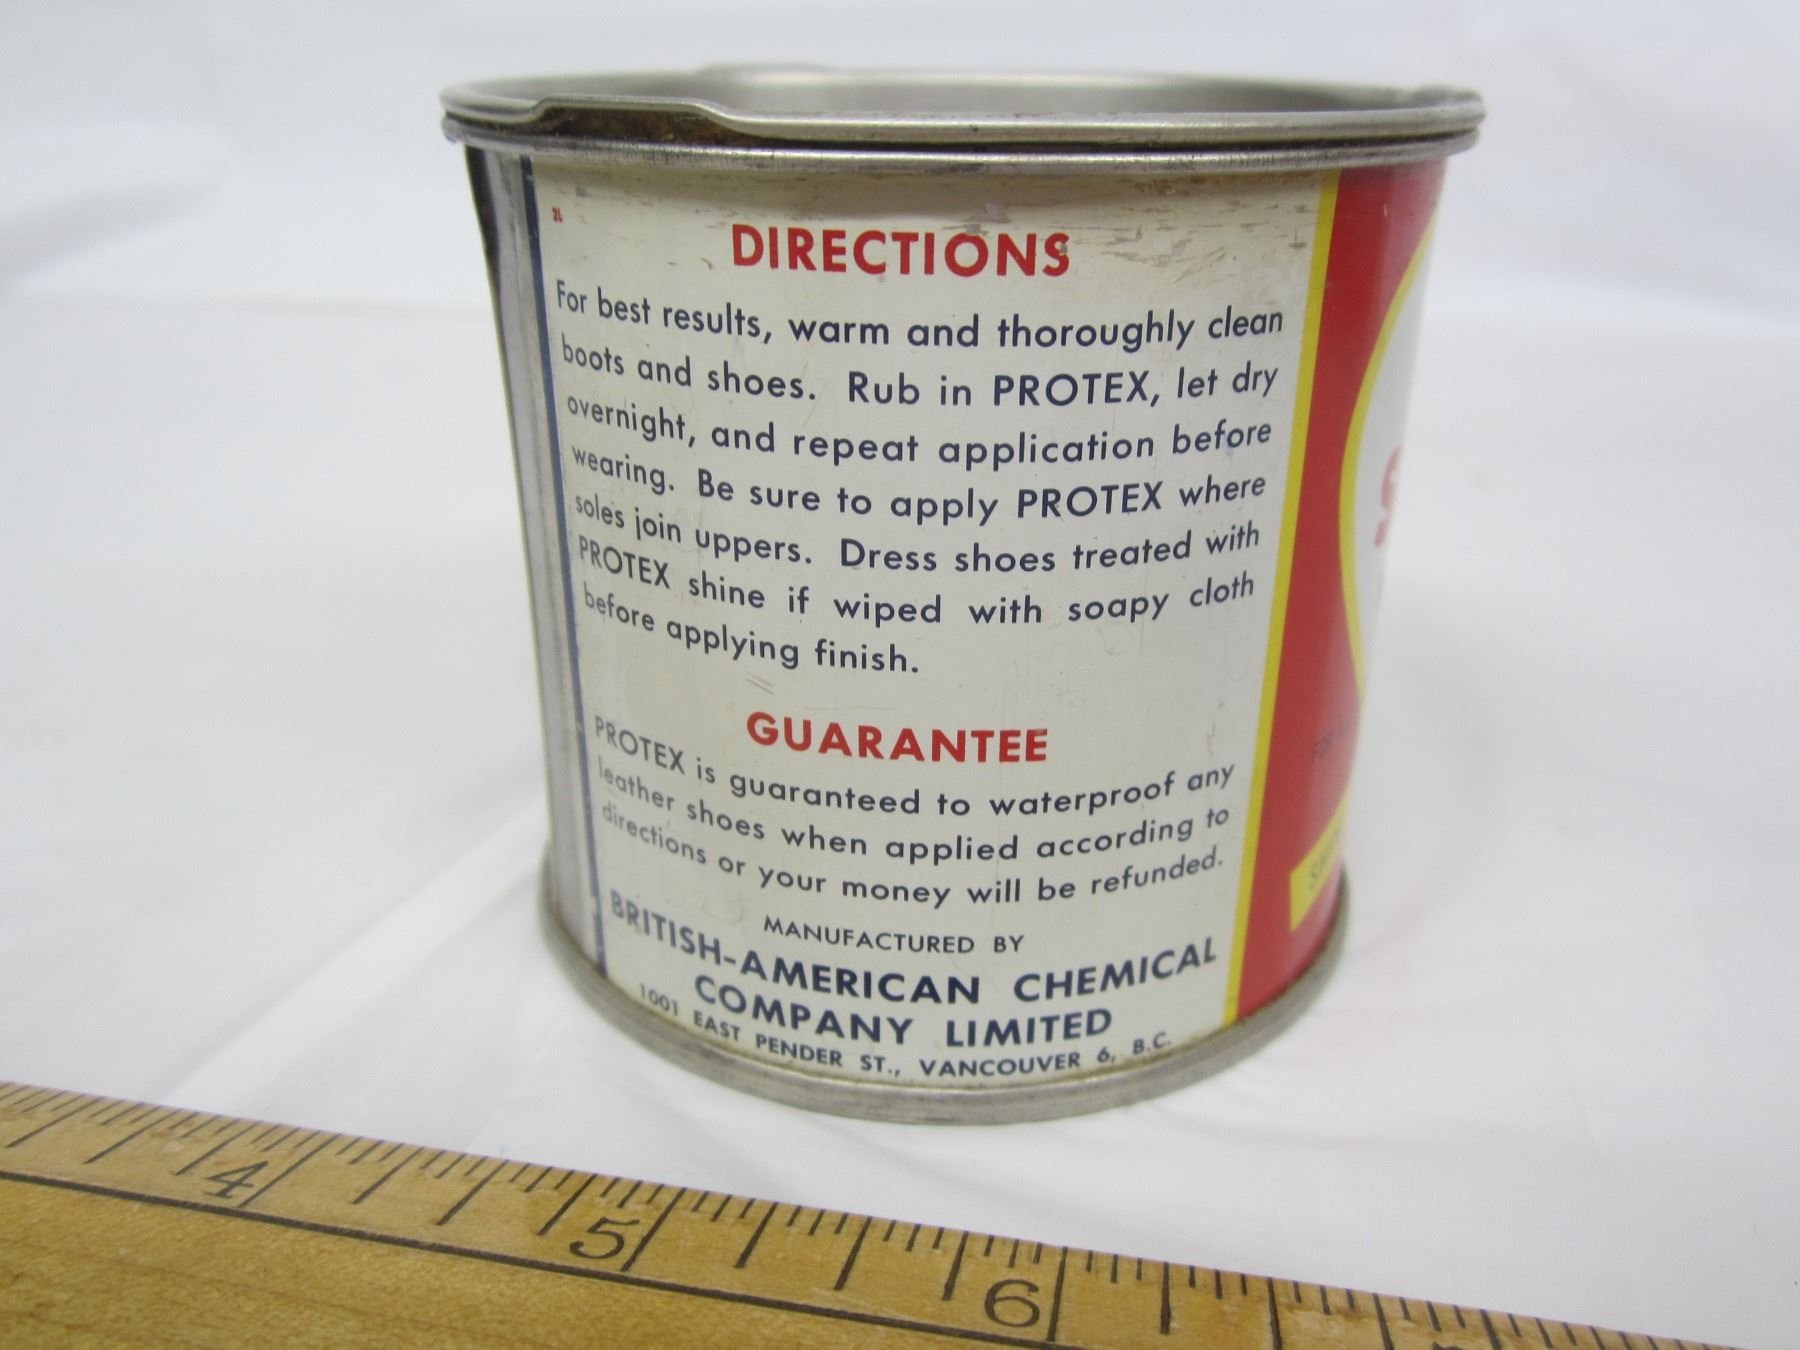 2L
DIRECTIONS
For best results, warm and thoroughly clean
boots and shoes. Rub in PROTEX, let dry
overnight, and repeat application before
wearing. Be sure to apply PROTEX where
soles join uppers. Dress shoes treated with
PROTEX shine if wiped with soapy cloth
before applying finish.
GUARANTEE
PROTEX is guaranteed to waterproof any
leather shoes when applied according to
directions or your money will be refunded.
MANUFACTURED BY
BRITISH-AMERICAN CHEMICAL
COMPANY LIMITED
1001 EAST PENDER ST., VANCOUVER 6, B.C.
FOR
4 5 6